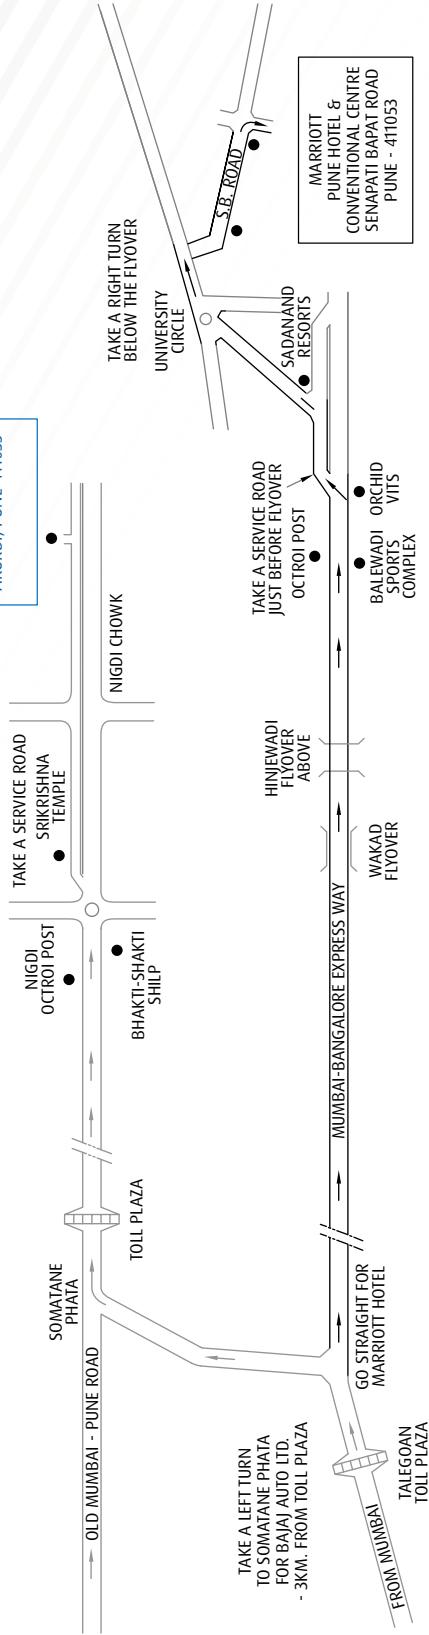 MARRIOTT
PUNE HOTEL &
CONVENTIONAL CENTRE
SENAPATI BAPAT ROAD
PUNE - 411053
S.B. ROAD
TAKE A RIGHT TURN
BELOW THE FLYOVER
UNIVERSITY
CIRCLE
SADANAND
RESORTS
TAKE A SERVICE ROAD
JUST BEFORE FLYOVER
OCTROI POST
ORCHID
VITS
BALEWADI
SPORTS
COMPLEX
NIGDI CHOWK
TAKE A SERVICE ROAD
SRIKRISHNA
TEMPLE
HINJEWADI
FLYOVER
ABOVE
WAKAD
FLYOVER
NIGDI
OCTROI POST
BHAKTI-SHAKTI
SHILP
MUMBAI-BANGALORE EXPRESS WAY
TOLL PLAZA
SOMATANE
PHATA
OLD MUMBAI - PUNE ROAD
GO STRAIGHT FOR
MARRIOTT HOTEL
TAKE A LEFT TURN
TO SOMATANE PHATA
FOR BAJAJ AUTO LTD.
- 3KM. FROM TOLL PLAZA
FROM MUMBAI
TALEGOAN
TOLL PLAZA